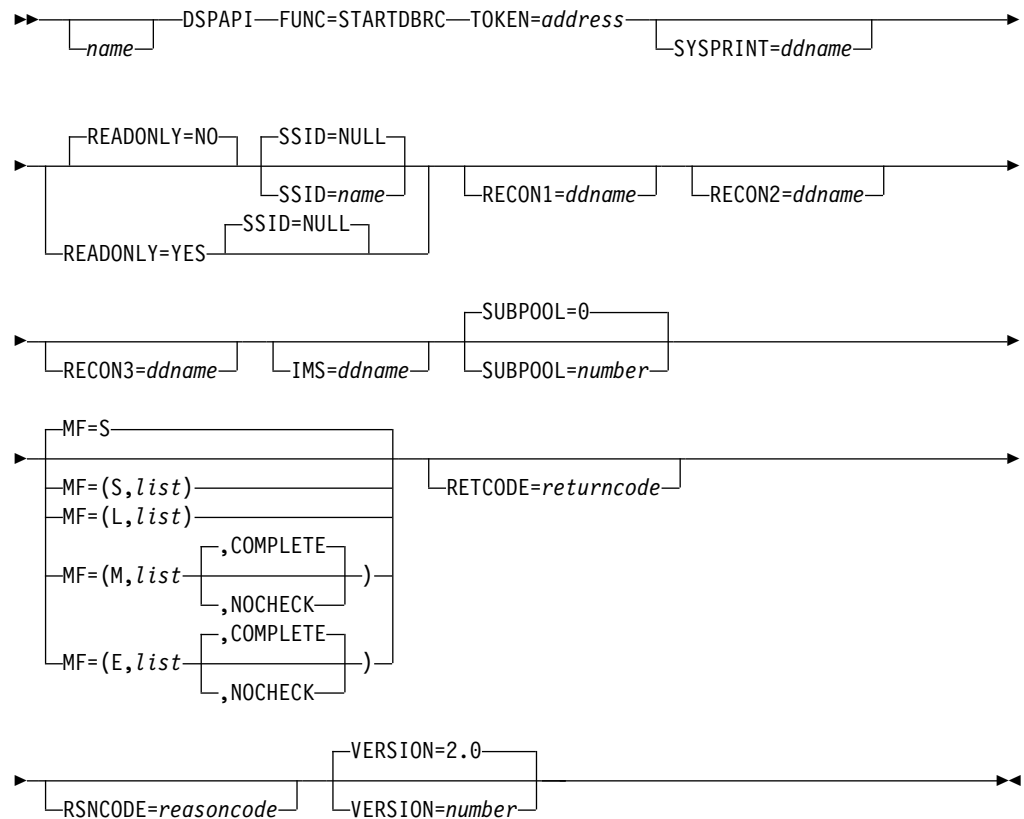 DSPAPI FUNC=STARTDBRC TOKEN=address
name
SYSPRINT=ddname
READONLY=NO SSID=NULL
SSID=name RECON1=ddname RECON2=ddname
SSID=NULL
READONLY=YES
SUBPOOL=0
RECON3=ddname IMS=ddname SUBPOOL=number
MF=S
MF=(S,list) RETCODE=returncode
MF=(L,list)
,COMPLETE
MF=(M,list )
,NOCHECK
,COMPLETE
MF=(E,list )
,NOCHECK
VERSION=2.0
RSNCODE=reasoncode VERSION=number